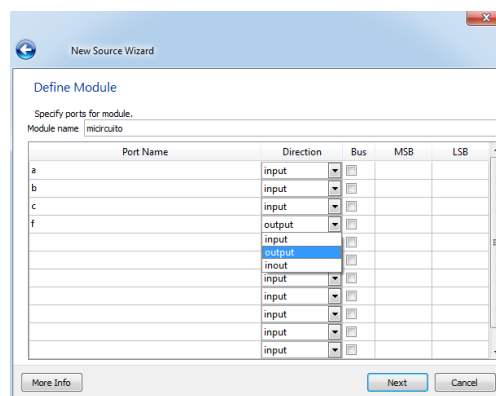 New Source Wizard
Define Module
Specify ports for module.
Module name micircuito
Port Name Direction Bus MSB LSB
a input
b input
c input
f output
input
output
inout
input
input
input
input
input
More Info Next Cancel